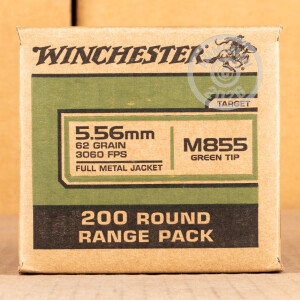 WINCHESTER
TARGET
5.56mm
62 GRAIN
3060 FPS
FULL METAL JACKET
M855
GREEN TIP
200 ROUND
RANGE PACK